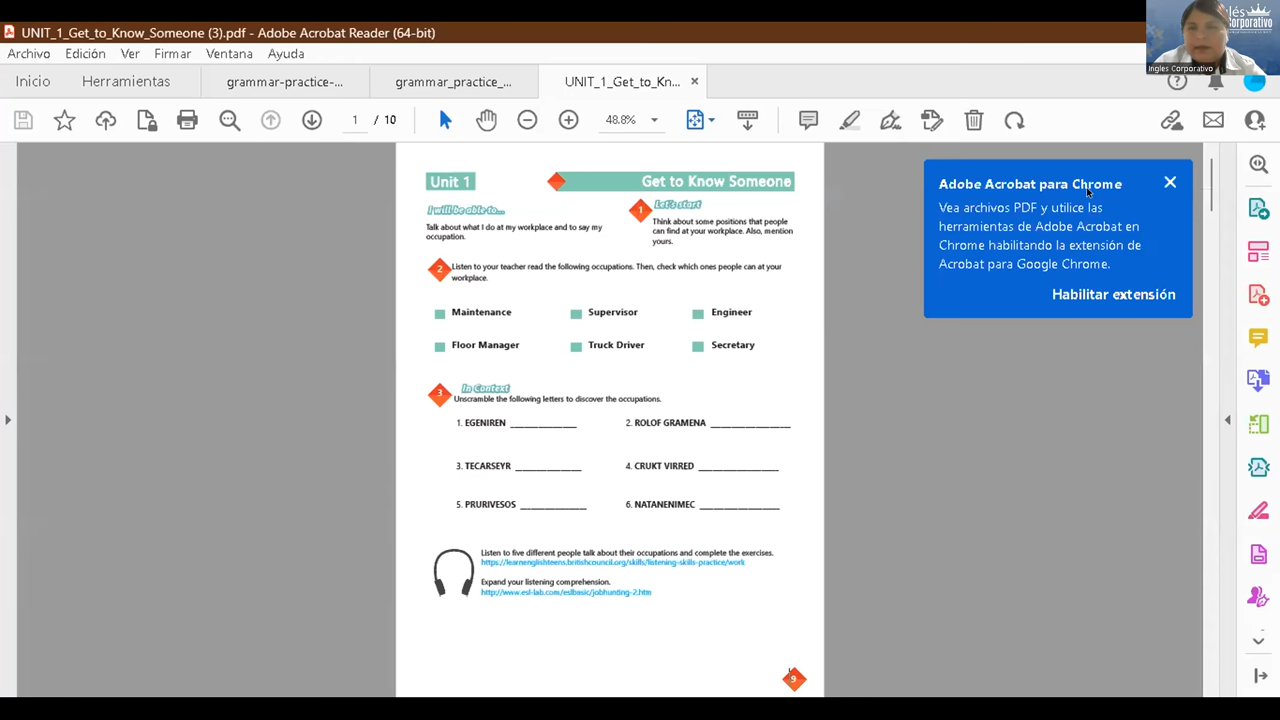 UNIT_1_Get_to_Know_Someone (3).pdf - Adobe Acrobat Reader (64-bit)
Archivo Edición Ver Firmar Ventana Ayuda
Inicio Herramientas grammar-practice-... grammar_practice_... UNIT_1_Get_to_Kn...
1 / 10 48.8%
Corporativo
Ingles Corporativo
Adobe Acrobat para Chrome
Vea archivos PDF y utilice las
herramientas de Adobe Acrobat en
Chrome habilitando la extensión de
Acrobat para Google Chrome.
Habilitar extensión
Unit 1 Get to Know Someone
I will be able to...
Talk about what I do at my workplace and to say my
occupation.
1 Let's start
Think about some positions that people
can find at your workplace. Also, mention
yours.
2 Listen to your teacher read the following occupations. Then, check which ones people can at your
workplace.
Maintenance Supervisor Engineer
Floor Manager Truck Driver Secretary
3 In Context
Unscramble the following letters to discover the occupations.
1. EGENIREN ______________ 2. ROLOF GRAMENA _________________
3. TECARSEYR ______________ 4. CRUKT VIRRED _________________
5. PRURIVESOS ______________ 6. NATANENIMEC _________________
Listen to five different people talk about their occupations and complete the exercises.
https://learnenglishteens.britishcouncil.org/skills/listening-skills-practice/work
Expand your listening comprehension.
http://www.esl-lab.com/eslbasic/jobhunting-2.htm
9